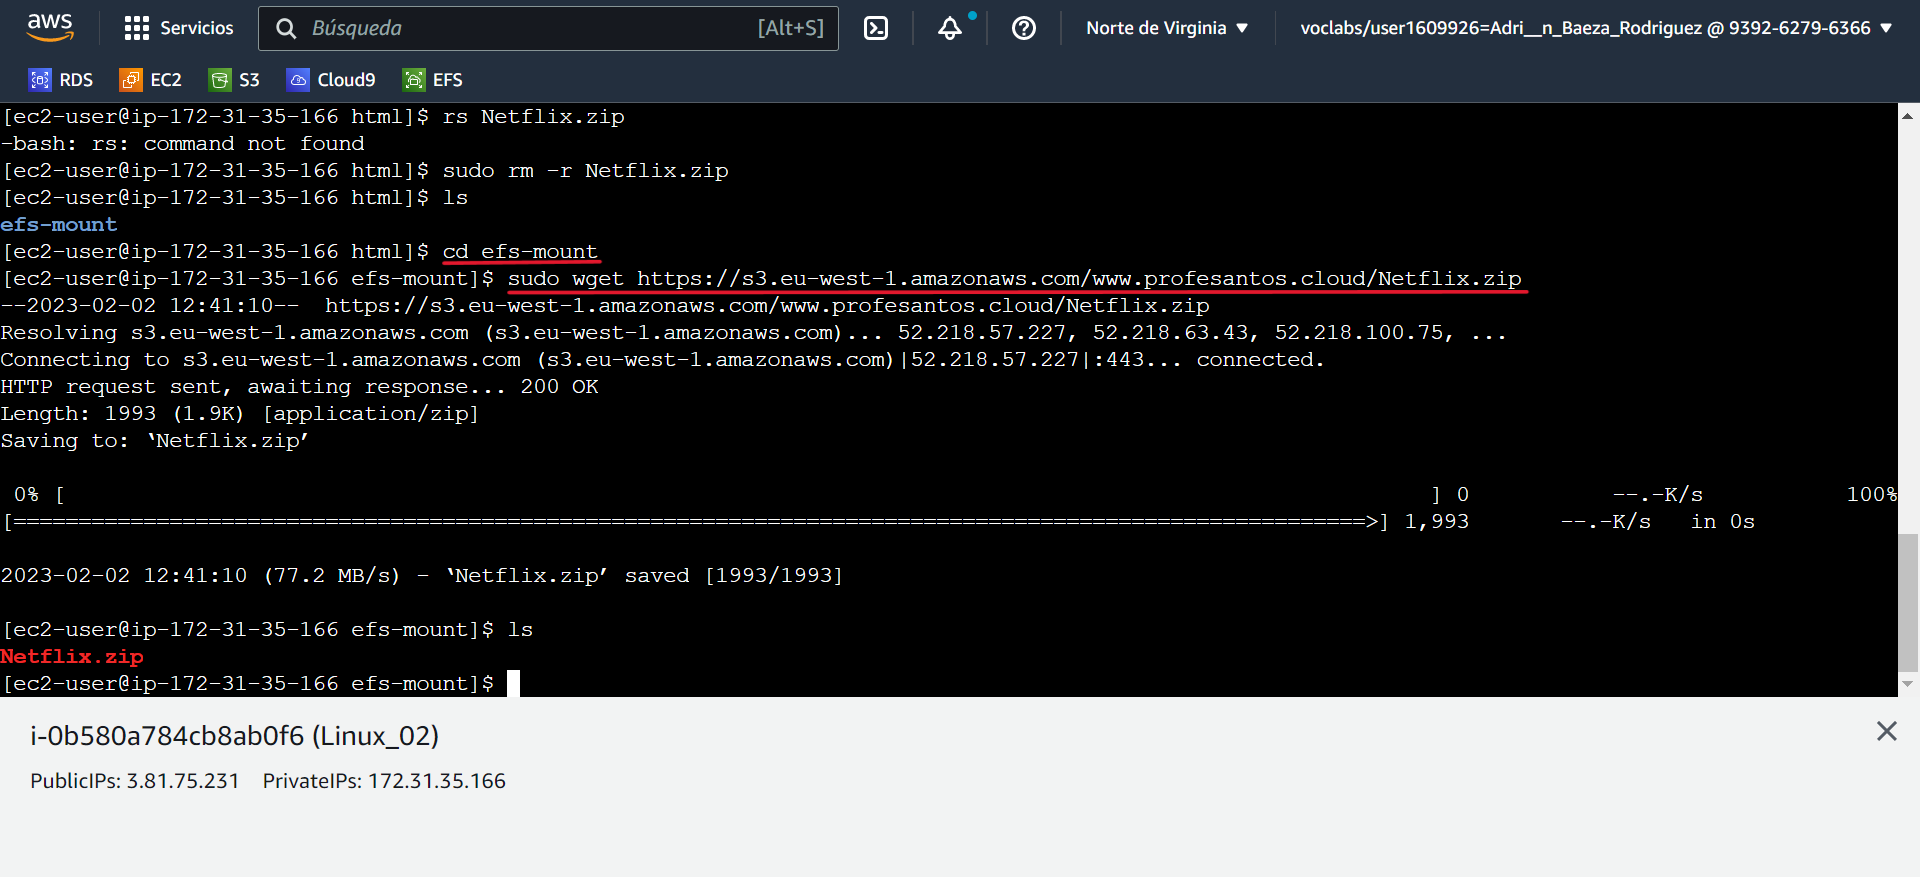 aws
Servicios
Búsqueda [Alt+S]
Norte de Virginia
voclabs/user1609926=Adri__n_Baeza_Rodriguez @ 9392-6279-6366
RDS EC2 S3 Cloud9 EFS
[ec2-user@ip-172-31-35-166 html]$ rs Netflix.zip
-bash: rs: command not found
[ec2-user@ip-172-31-35-166 html]$ sudo rm -r Netflix.zip
[ec2-user@ip-172-31-35-166 html]$ ls
efs-mount
[ec2-user@ip-172-31-35-166 html]$ cd efs-mount
[ec2-user@ip-172-31-35-166 efs-mount]$ sudo wget https://s3.eu-west-1.amazonaws.com/www.profesantos.cloud/Netflix.zip
--2023-02-02 12:41:10--  https://s3.eu-west-1.amazonaws.com/www.profesantos.cloud/Netflix.zip
Resolving s3.eu-west-1.amazonaws.com (s3.eu-west-1.amazonaws.com)... 52.218.57.227, 52.218.63.43, 52.218.100.75, ...
Connecting to s3.eu-west-1.amazonaws.com (s3.eu-west-1.amazonaws.com)|52.218.57.227|:443... connected.
HTTP request sent, awaiting response... 200 OK
Length: 1993 (1.9K) [application/zip]
Saving to: ‘Netflix.zip’
0% [ ] 0 --.-K/s 100%
[========================================================================================================>] 1,993 --.-K/s in 0s
2023-02-02 12:41:10 (77.2 MB/s) - ‘Netflix.zip’ saved [1993/1993]
[ec2-user@ip-172-31-35-166 efs-mount]$ ls
Netflix.zip
[ec2-user@ip-172-31-35-166 efs-mount]$
i-0b580a784cb8ab0f6 (Linux_02)
PublicIPs: 3.81.75.231 PrivateIPs: 172.31.35.166